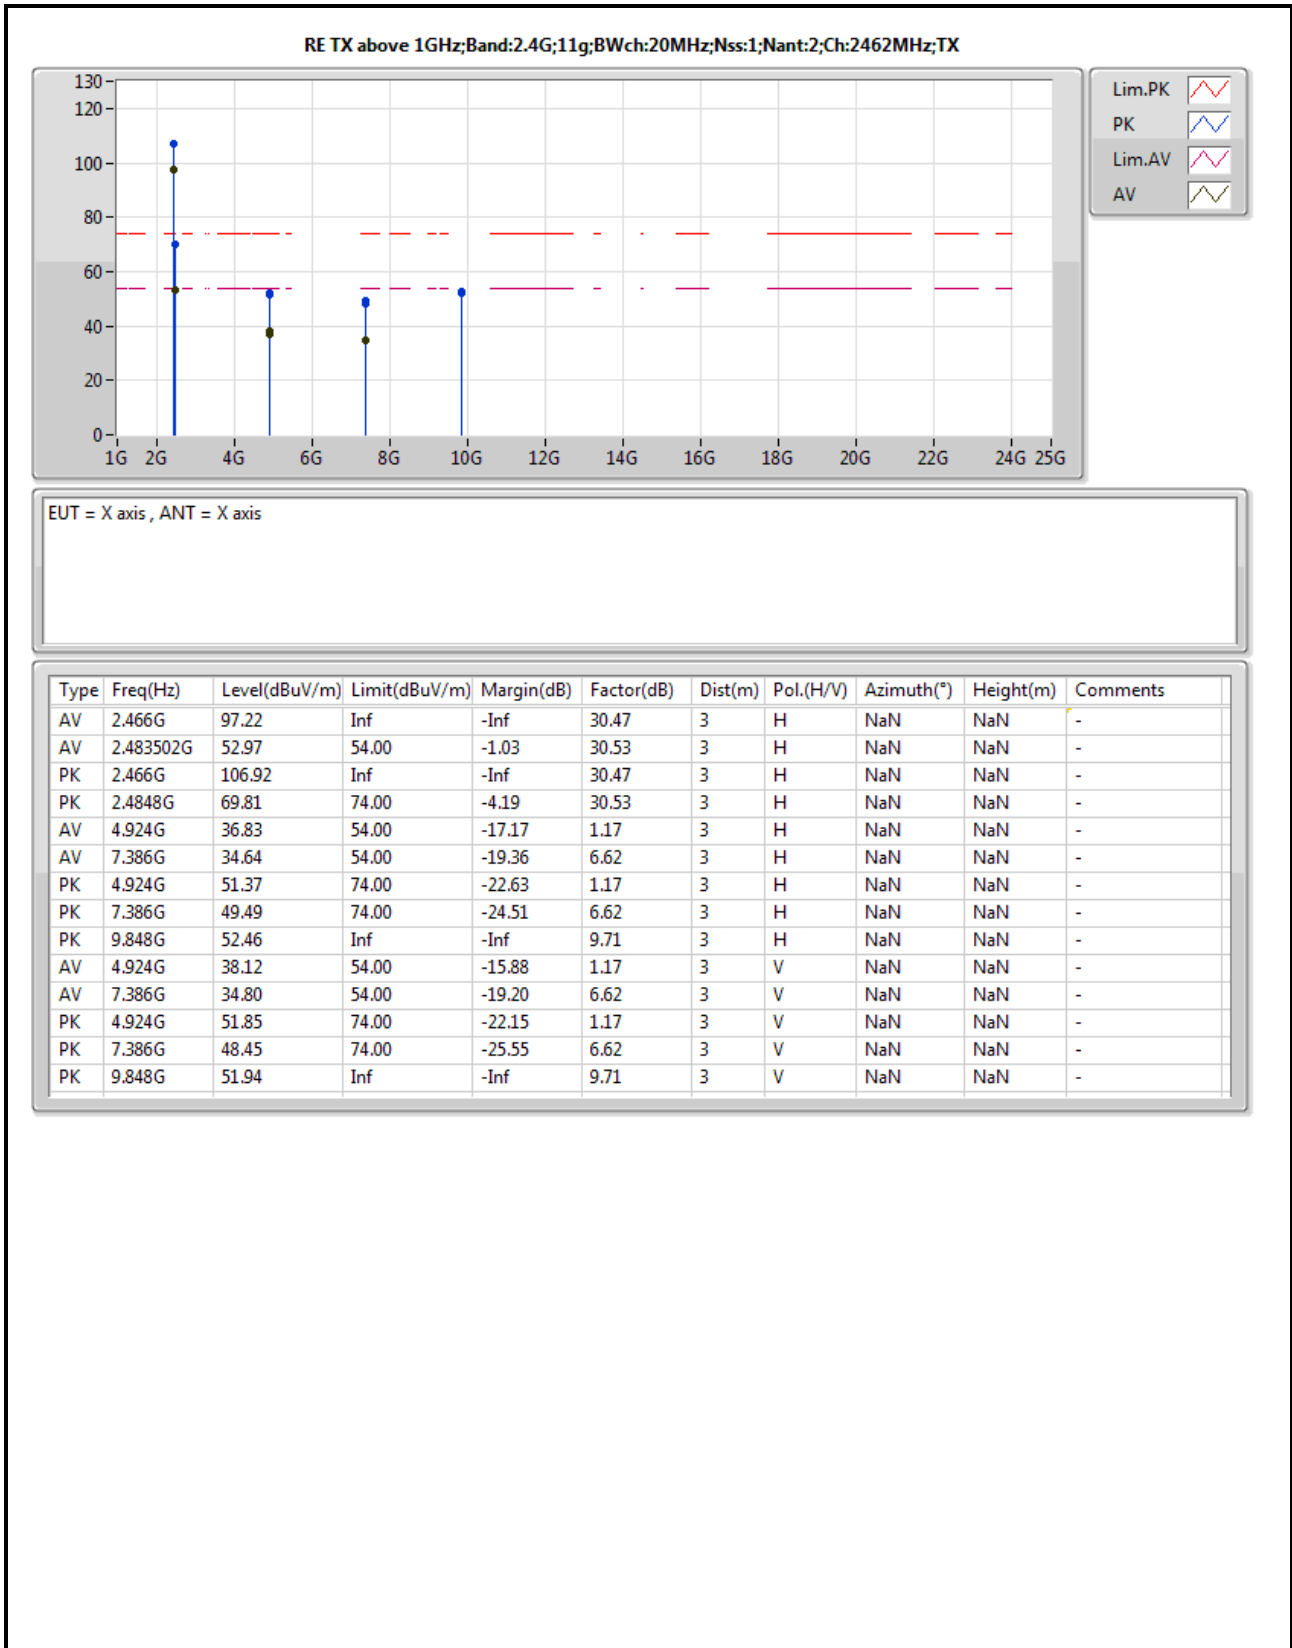 RE TX above 1GHz;Band:2.4G;11g;BWch:20MHz;Nss:1;Nant:2;Ch:2462MHz;TX
130
120
100
80
60
40
20
0
1G 2G 4G 6G 8G 10G 12G 14G 16G 18G 20G 22G 24G 25G
Lim.PK
PK
Lim.AV
AV
EUT = X axis , ANT = X axis
Type Freq(Hz) Level(dBuV/m) Limit(dBuV/m) Margin(dB) Factor(dB) Dist(m) Pol.(H/V) Azimuth(°) Height(m) Comments
AV 2.466G 97.22 Inf -Inf 30.47 3 H NaN NaN -
AV 2.483502G 52.97 54.00 -1.03 30.53 3 H NaN NaN -
PK 2.466G 106.92 Inf -Inf 30.47 3 H NaN NaN -
PK 2.4848G 69.81 74.00 -4.19 30.53 3 H NaN NaN -
AV 4.924G 36.83 54.00 -17.17 1.17 3 H NaN NaN -
AV 7.386G 34.64 54.00 -19.36 6.62 3 H NaN NaN -
PK 4.924G 51.37 74.00 -22.63 1.17 3 H NaN NaN -
PK 7.386G 49.49 74.00 -24.51 6.62 3 H NaN NaN -
PK 9.848G 52.46 Inf -Inf 9.71 3 H NaN NaN -
AV 4.924G 38.12 54.00 -15.88 1.17 3 V NaN NaN -
AV 7.386G 34.80 54.00 -19.20 6.62 3 V NaN NaN -
PK 4.924G 51.85 74.00 -22.15 1.17 3 V NaN NaN -
PK 7.386G 48.45 74.00 -25.55 6.62 3 V NaN NaN -
PK 9.848G 51.94 Inf -Inf 9.71 3 V NaN NaN -